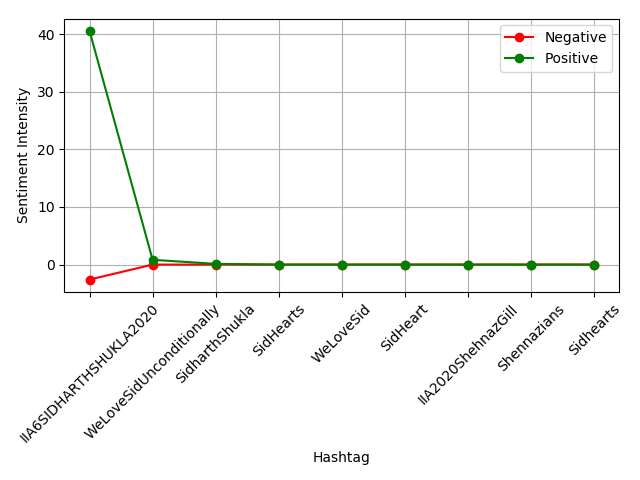 Negative
Positive
Sentiment Intensity
40
30
20
10
0
IIA6SIDHARTHSHUKLA2020
WeLoveSidUnconditionally
SidharthShukla
SidHearts
WeLoveSid
SidHeart
IIA2020ShehnazGill
Shennazians
Sidhearts
Hashtag